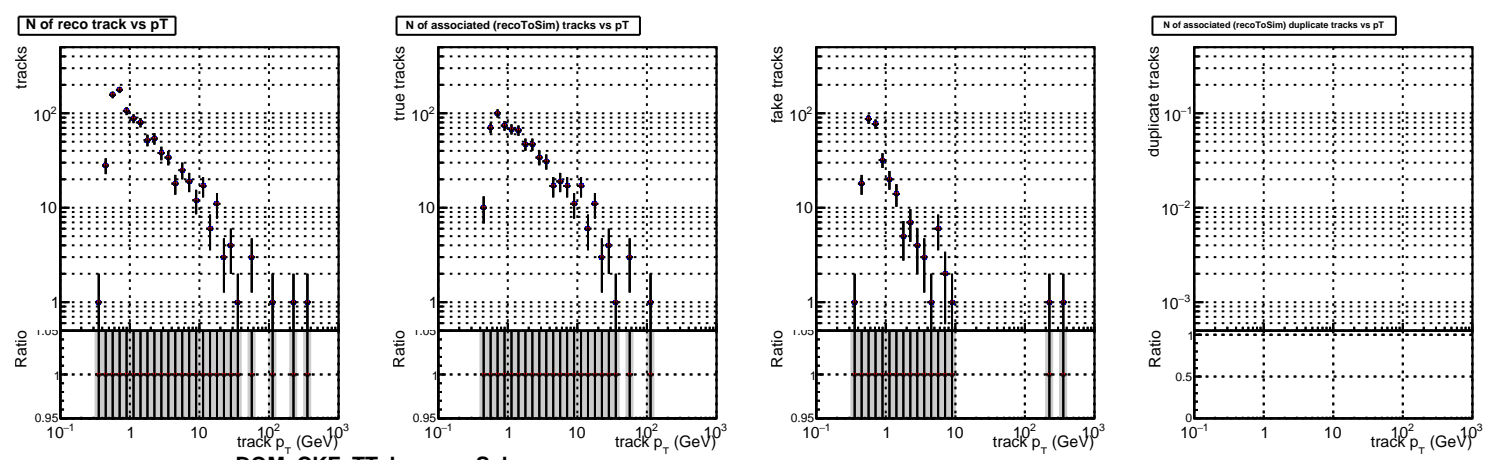 N of reco track vs pT
tracks
10²
10
1
1.05
Ratio
1
0.95
10⁻¹ 1 10 10² 10³
track p_T (GeV)
N of associated (recoToSim) tracks vs pT
true tracks
10²
10
1
1.05
Ratio
1
0.95
10⁻¹ 1 10 10² 10³
track p_T (GeV)
fake tracks
10²
10
1
1.05
Ratio
1
0.95
10⁻¹ 1 10 10² 10³
track p_T (GeV)
N of associated (recoToSim) duplicate tracks vs pT
duplicate tracks
10⁻¹
10⁻²
10⁻³
Ratio
1
0.5
0
10⁻¹ 1 10 10² 10³
track p_T (GeV)